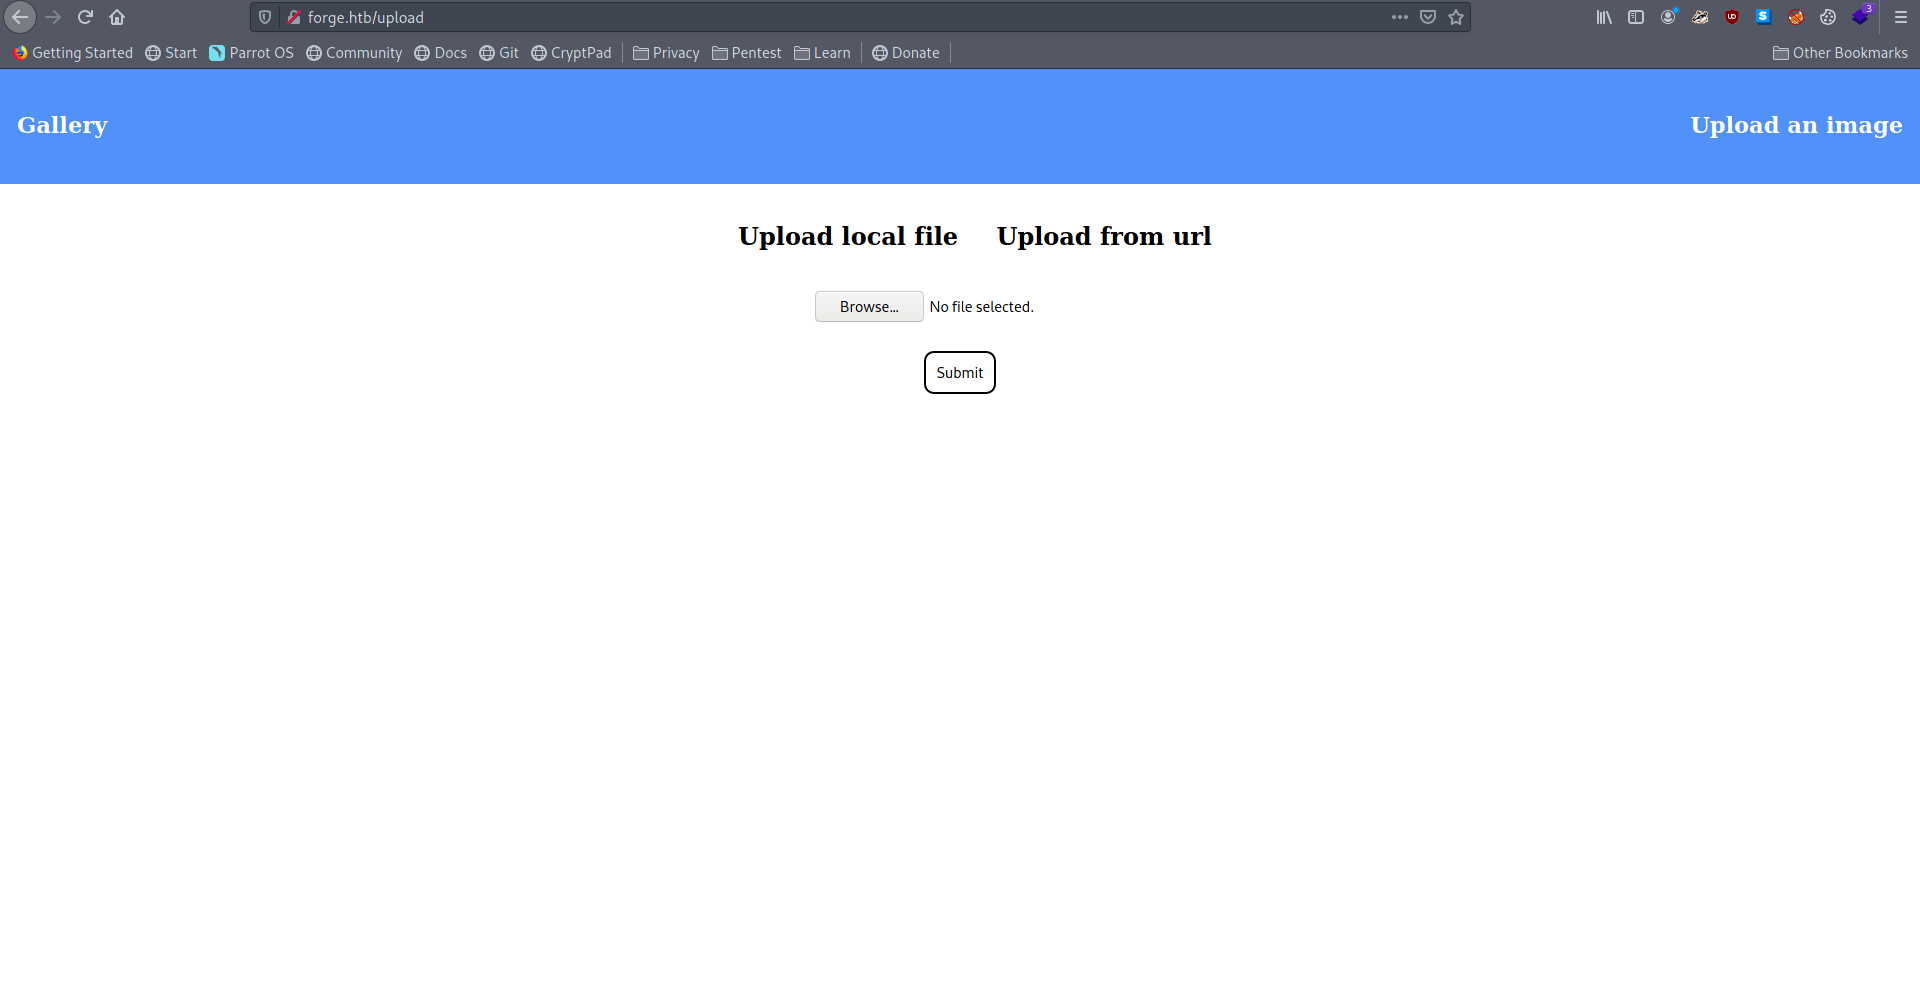 forge.htb/upload
3
Getting Started Start Parrot OS Community Docs Git CryptPad Privacy Pentest Learn Donate Other Bookmarks
Gallery Upload an image
Upload local file Upload from url
Browse... No file selected.
Submit